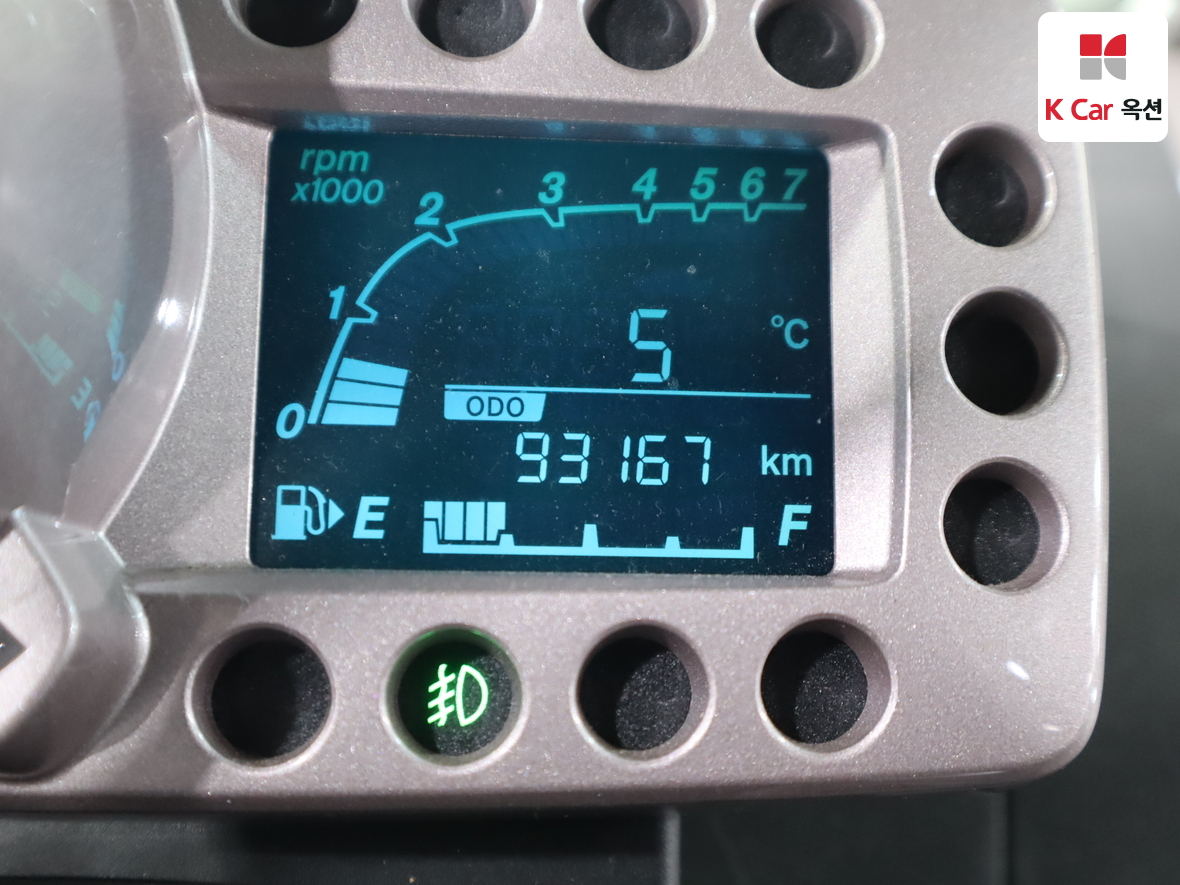 K Car 옥션
rpm
x1000
0 1 2 3 4 5 6 7
5 °C
ODO
93167 km
E F